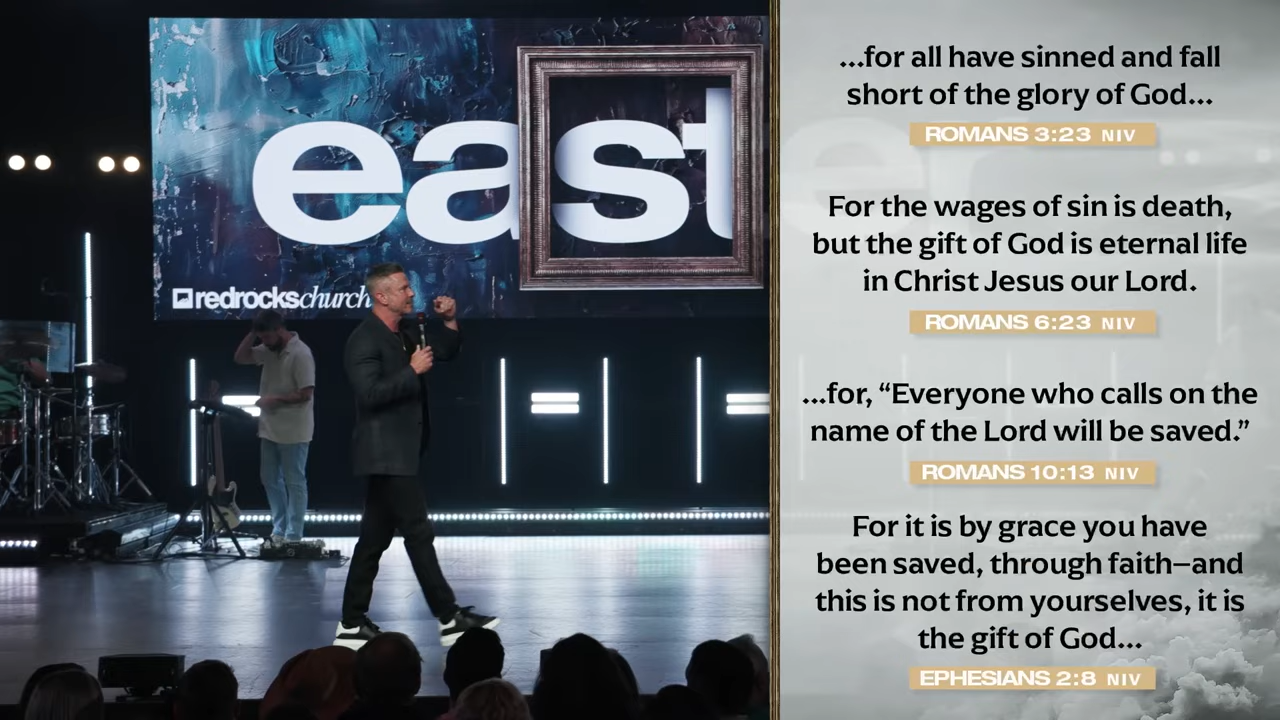 east
redrockschurch
...for all have sinned and fall
short of the glory of God...
ROMANS 3:23 NIV
For the wages of sin is death,
but the gift of God is eternal life
in Christ Jesus our Lord.
ROMANS 6:23 NIV
...for, “Everyone who calls on the
name of the Lord will be saved.”
ROMANS 10:13 NIV
For it is by grace you have
been saved, through faith—and
this is not from yourselves, it is
the gift of God...
EPHESIANS 2:8 NIV